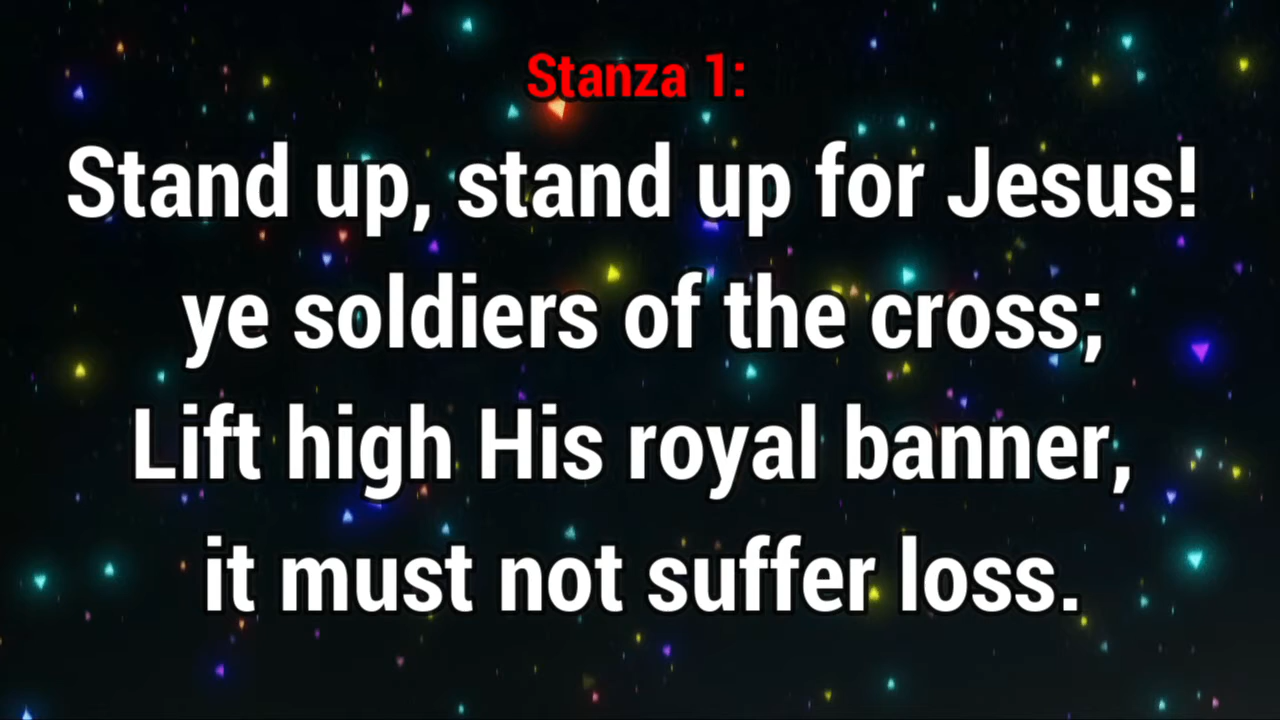 Stanza 1:
Stand up, stand up for Jesus!
ye soldiers of the cross;
Lift high His royal banner,
it must not suffer loss.